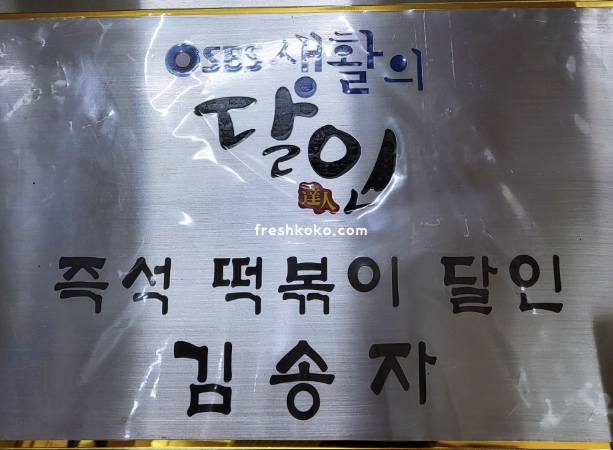 SBS 생활의
달인
達人
freshkoko.com
즉석 떡볶이 달인
김송자